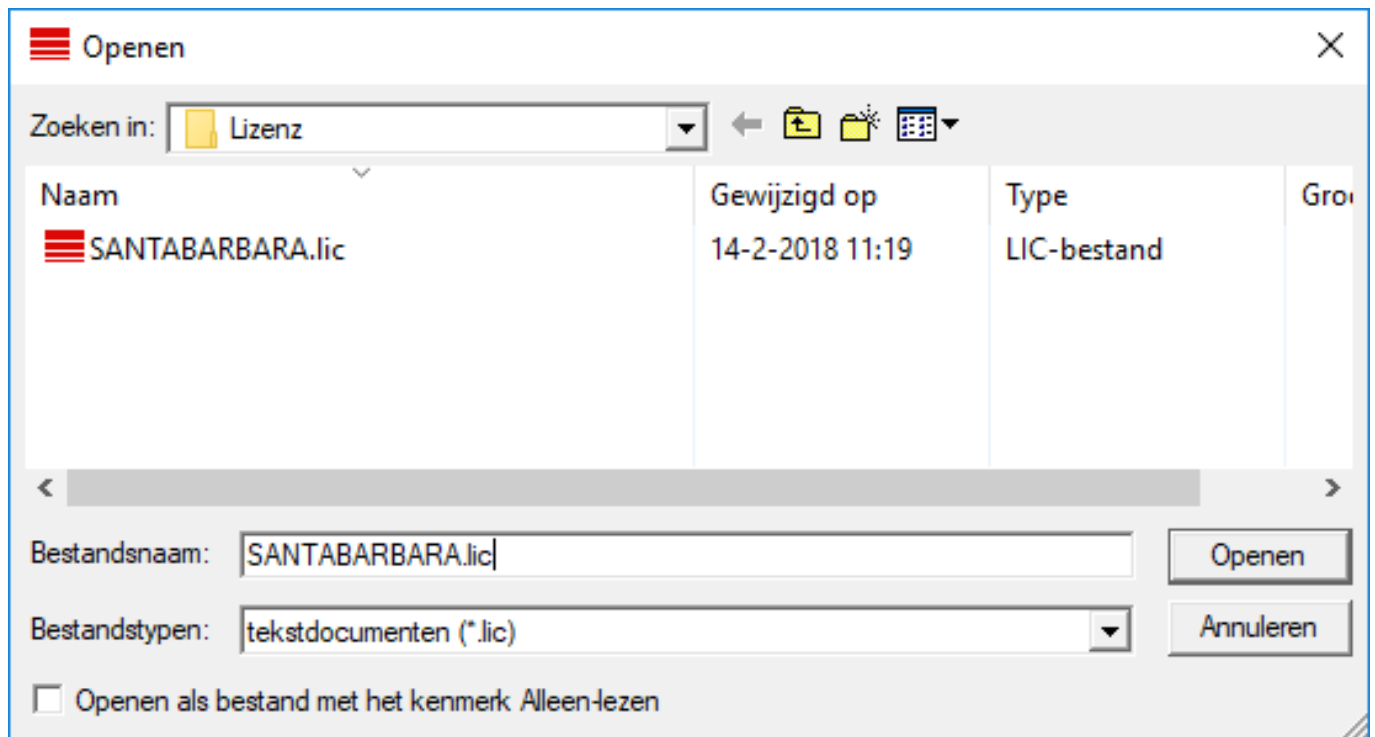 Openen
Zoeken in: Lizenz
Naam Gewijzigd op Type
SANTABARBARA.lic 14-2-2018 11:19 LIC-bestand
Bestandsnaam: SANTABARBARA.lic Openen
Bestandstypen: tekstdocumenten (*.lic) Annuleren
Openen als bestand met het kenmerk Alleen-lezen